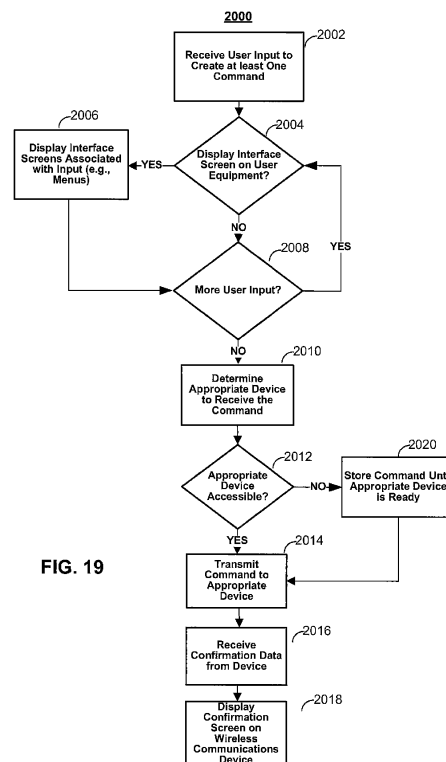 2000
2002
Receive User Input to
Create at least One
Command
2006
2004
Display Interface
Screens Associated
with Input (e.g.,
Menus)
YES
Display Interface
Screen on User
Equipment?
NO
2008
YES
More User Input?
NO
2010
Determine
Appropriate Device
to Receive the
Command
2012
2020
Appropriate
Device
Accessible?
NO
Store Command Unt
Appropriate Device
is Ready
YES
2014
FIG. 19
Transmit
Command to
Appropriate
Device
2016
Receive
Confirmation Data
from Device
2018
Display
Confirmation
Screen on
Wireless
Communications
Device